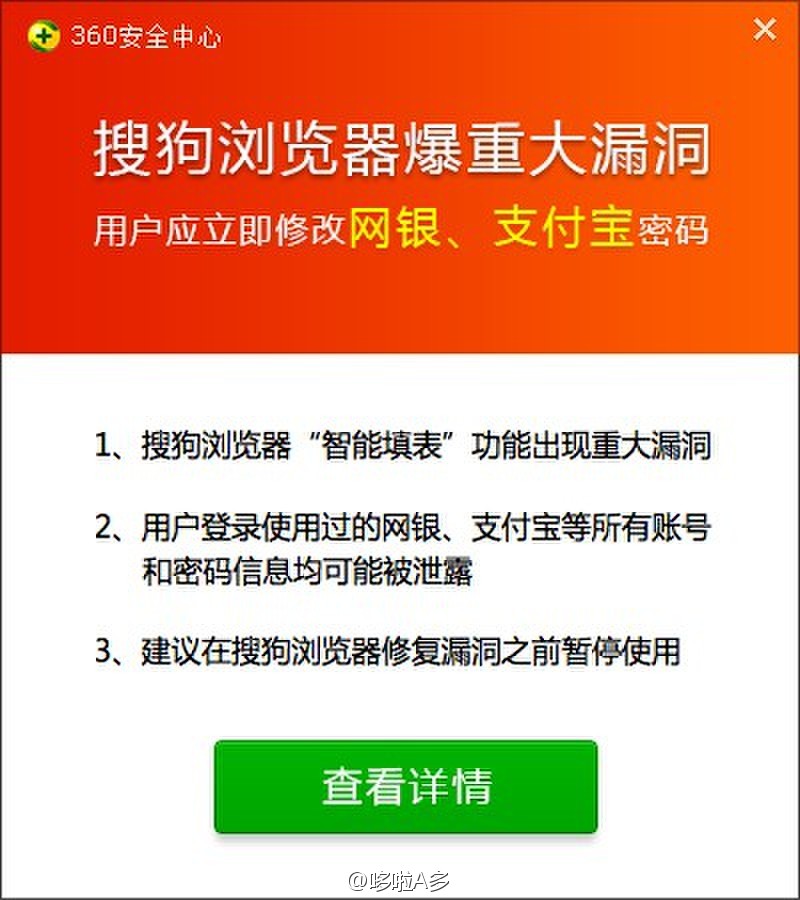 360安全中心
搜狗浏览器爆重大漏洞
用户应立即修改网银、支付宝密码
1、搜狗浏览器“智能填表”功能出现重大漏洞
2、用户登录使用过的网银、支付宝等所有账号
和密码信息均可能被泄露
3、建议在搜狗浏览器修复漏洞之前暂停使用
查看详情
@哆啦A多